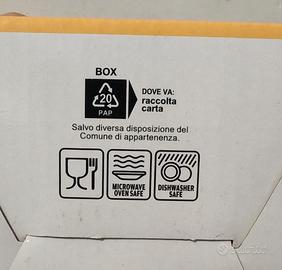 BOX
20
PAP
DOVE VA:
raccolta
carta
Salvo diversa disposizione del
Comune di appartenenza.
MICROWAVE
OVEN SAFE
DISHWASHER
SAFE
subito